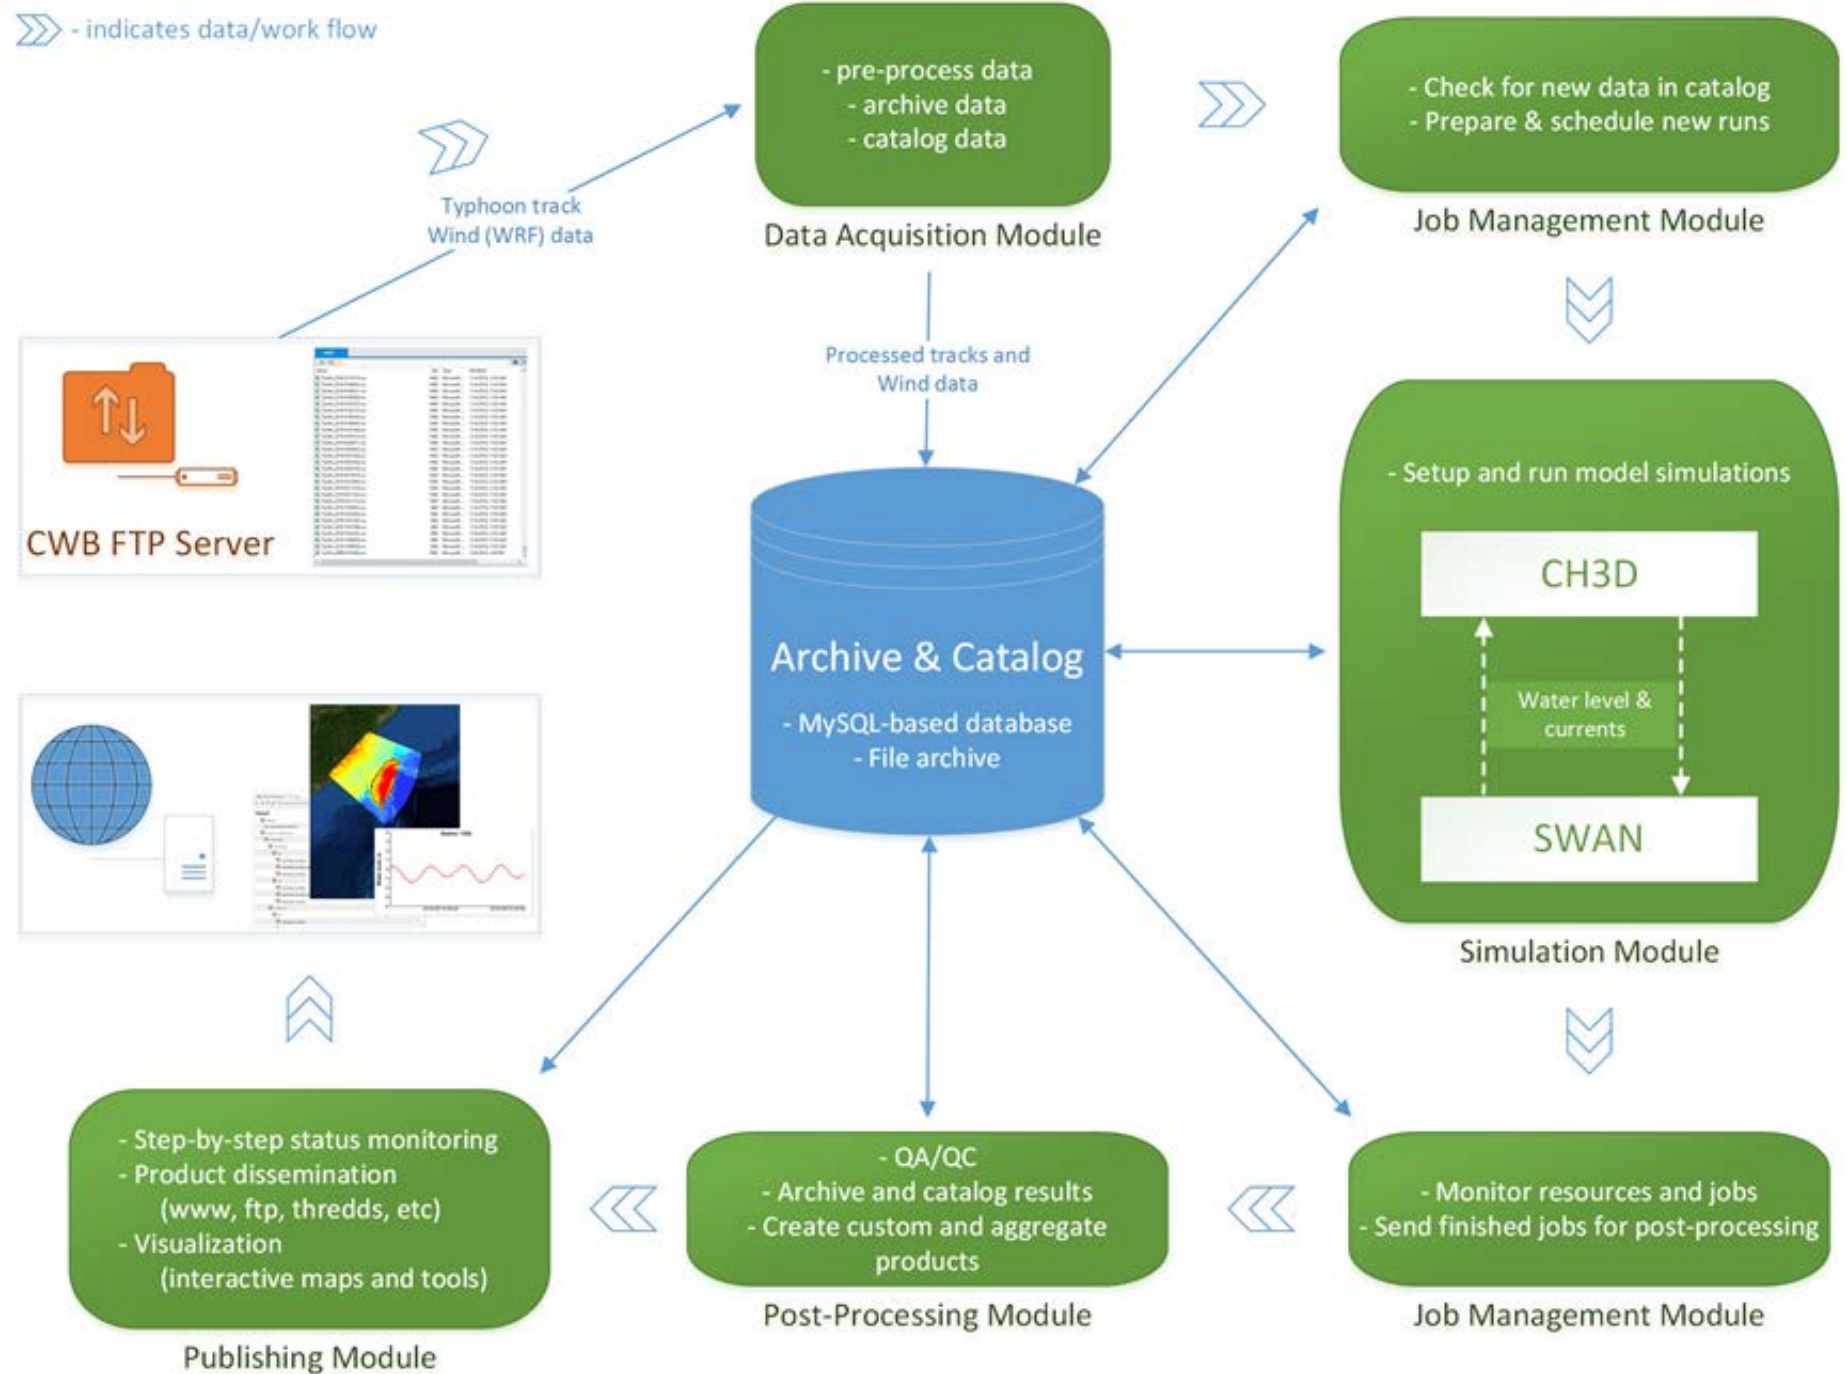 - indicates data/work flow
- pre-process data
- archive data
- catalog data
Data Acquisition Module
- Check for new data in catalog
- Prepare & schedule new runs
Job Management Module
Typhoon track
Wind (WRF) data
Processed tracks and
Wind data
CWB FTP Server
Archive & Catalog
- MySQL-based database
- File archive
- Setup and run model simulations
CH3D
Water level &
currents
SWAN
Simulation Module
- Step-by-step status monitoring
- Product dissemination
(www, ftp, thredds, etc)
- Visualization
(interactive maps and tools)
Publishing Module
- QA/QC
- Archive and catalog results
- Create custom and aggregate
products
Post-Processing Module
- Monitor resources and jobs
- Send finished jobs for post-processing
Job Management Module